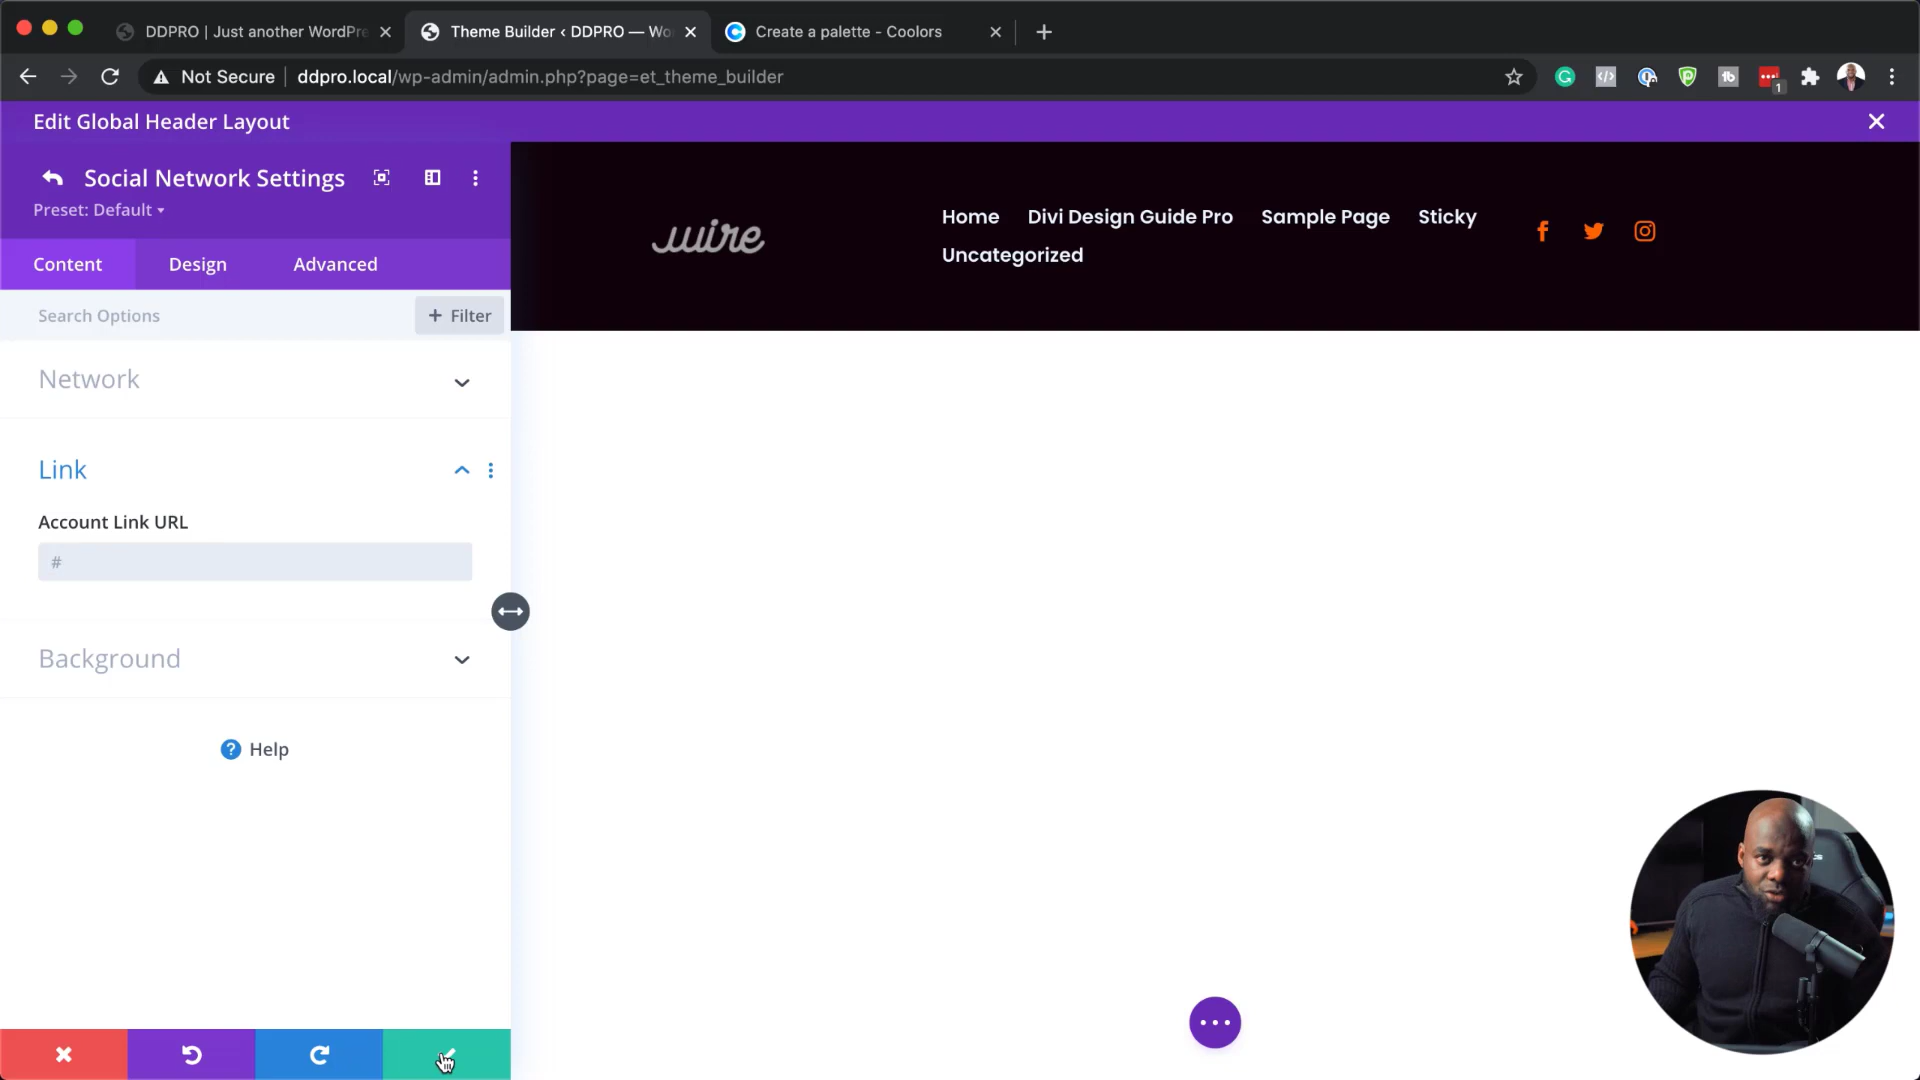 DDPRO | Just another WordPre
Theme Builder ‹ DDPRO — Wo
Create a palette - Coolors
Not Secure
ddpro.local/wp-admin/admin.php?page=et_theme_builder
1
Edit Global Header Layout
Social Network Settings
Preset: Default
Content
Design
Advanced
Search Options
+ Filter
wire
Home
Divi Design Guide Pro
Sample Page
Sticky
Uncategorized
Network
Link
Account Link URL
#
Background
? Help